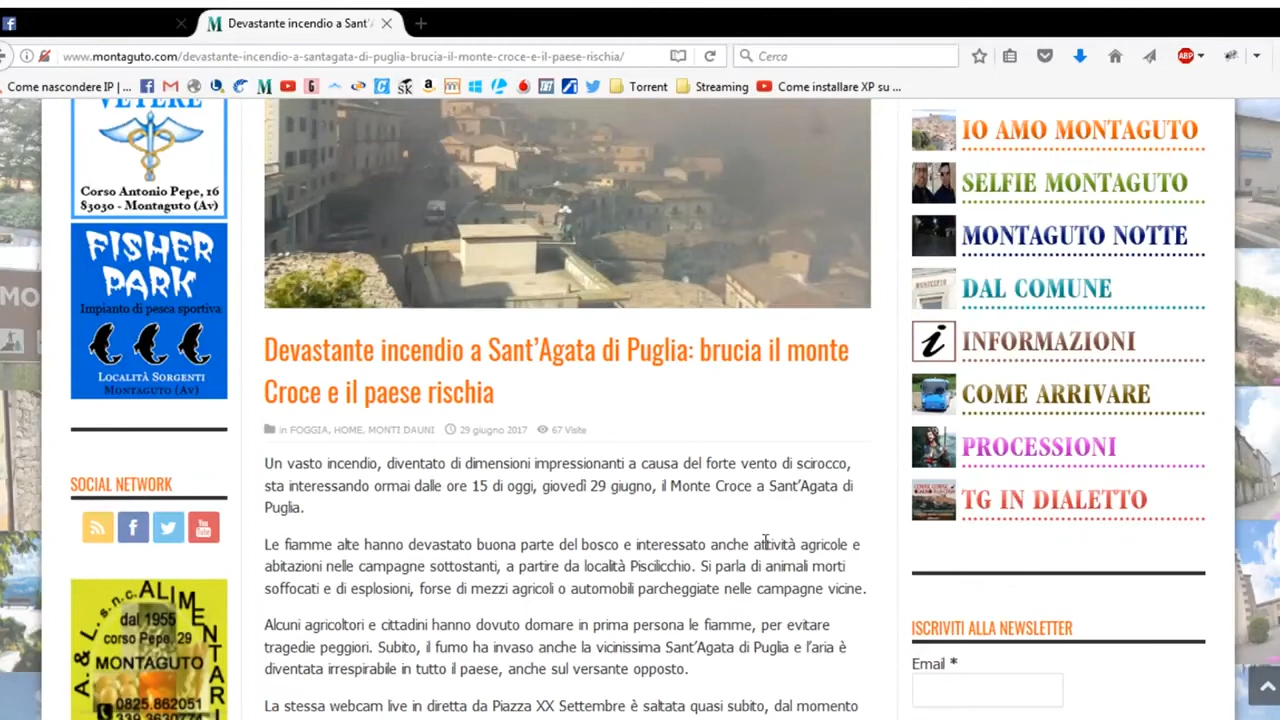 Devastante incendio a Sant'A
www.montaguto.com/devastante-incendio-a-santagata-di-puglia-brucia-il-monte-croce-e-il-paese-rischia/
Cerca
ABP
Come nascondere IP | ...
Torrent
Streaming
Come installare XP su ...
VETERE
Corso Antonio Pepe, 16
83030 - Montaguto (Av)
FISHER
PARK
Impianto di pesca sportiva
LOCALITÀ SORGENTI
MONTAGUTO (AV)
SOCIAL NETWORK
You
Tube
A. & L. s.n.c. ALIMENTARI
dal 1955
corso Pepe, 29
MONTAGUTO
0825.862051
339.3630774
Devastante incendio a Sant'Agata di Puglia: brucia il monte
Croce e il paese rischia
in FOGGIA, HOME, MONTI DAUNI 29 giugno 2017 67 Visite
Un vasto incendio, diventato di dimensioni impressionanti a causa del forte vento di scirocco,
sta interessando ormai dalle ore 15 di oggi, giovedì 29 giugno, il Monte Croce a Sant'Agata di
Puglia.
Le fiamme alte hanno devastato buona parte del bosco e interessato anche attività agricole e
abitazioni nelle campagne sottostanti, a partire da località Piscilicchio. Si parla di animali morti
soffocati e di esplosioni, forse di mezzi agricoli o automobili parcheggiate nelle campagne vicine.
Alcuni agricoltori e cittadini hanno dovuto domare in prima persona le fiamme, per evitare
tragedie peggiori. Subito, il fumo ha invaso anche la vicinissima Sant'Agata di Puglia e l'aria è
diventata irrespirabile in tutto il paese, anche sul versante opposto.
La stessa webcam live in diretta da Piazza XX Settembre è saltata quasi subito, dal momento
IO AMO MONTAGUTO
SELFIE MONTAGUTO
MONTAGUTO NOTTE
DAL COMUNE
INFORMAZIONI
COME ARRIVARE
PROCESSIONI
TG IN DIALETTO
ISCRIVITI ALLA NEWSLETTER
Email *